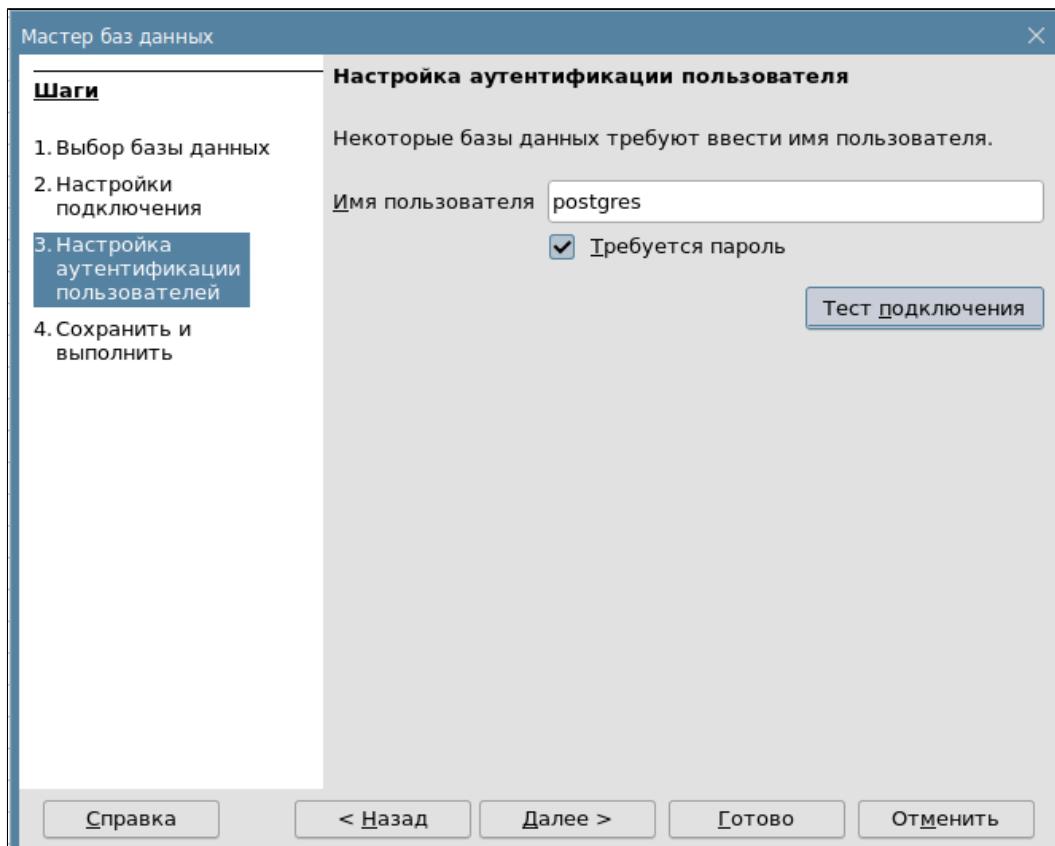 Мастер баз данных
Шаги
1. Выбор базы данных
2. Настройки
подключения
3. Настройка
аутентификации
пользователей
4. Сохранить и
выполнить
Настройка аутентификации пользователя
Некоторые базы данных требуют ввести имя пользователя.
Имя пользователя postgres
Требуется пароль
Тест подключения
Справка
< Назад
Далее >
Готово
Отменить